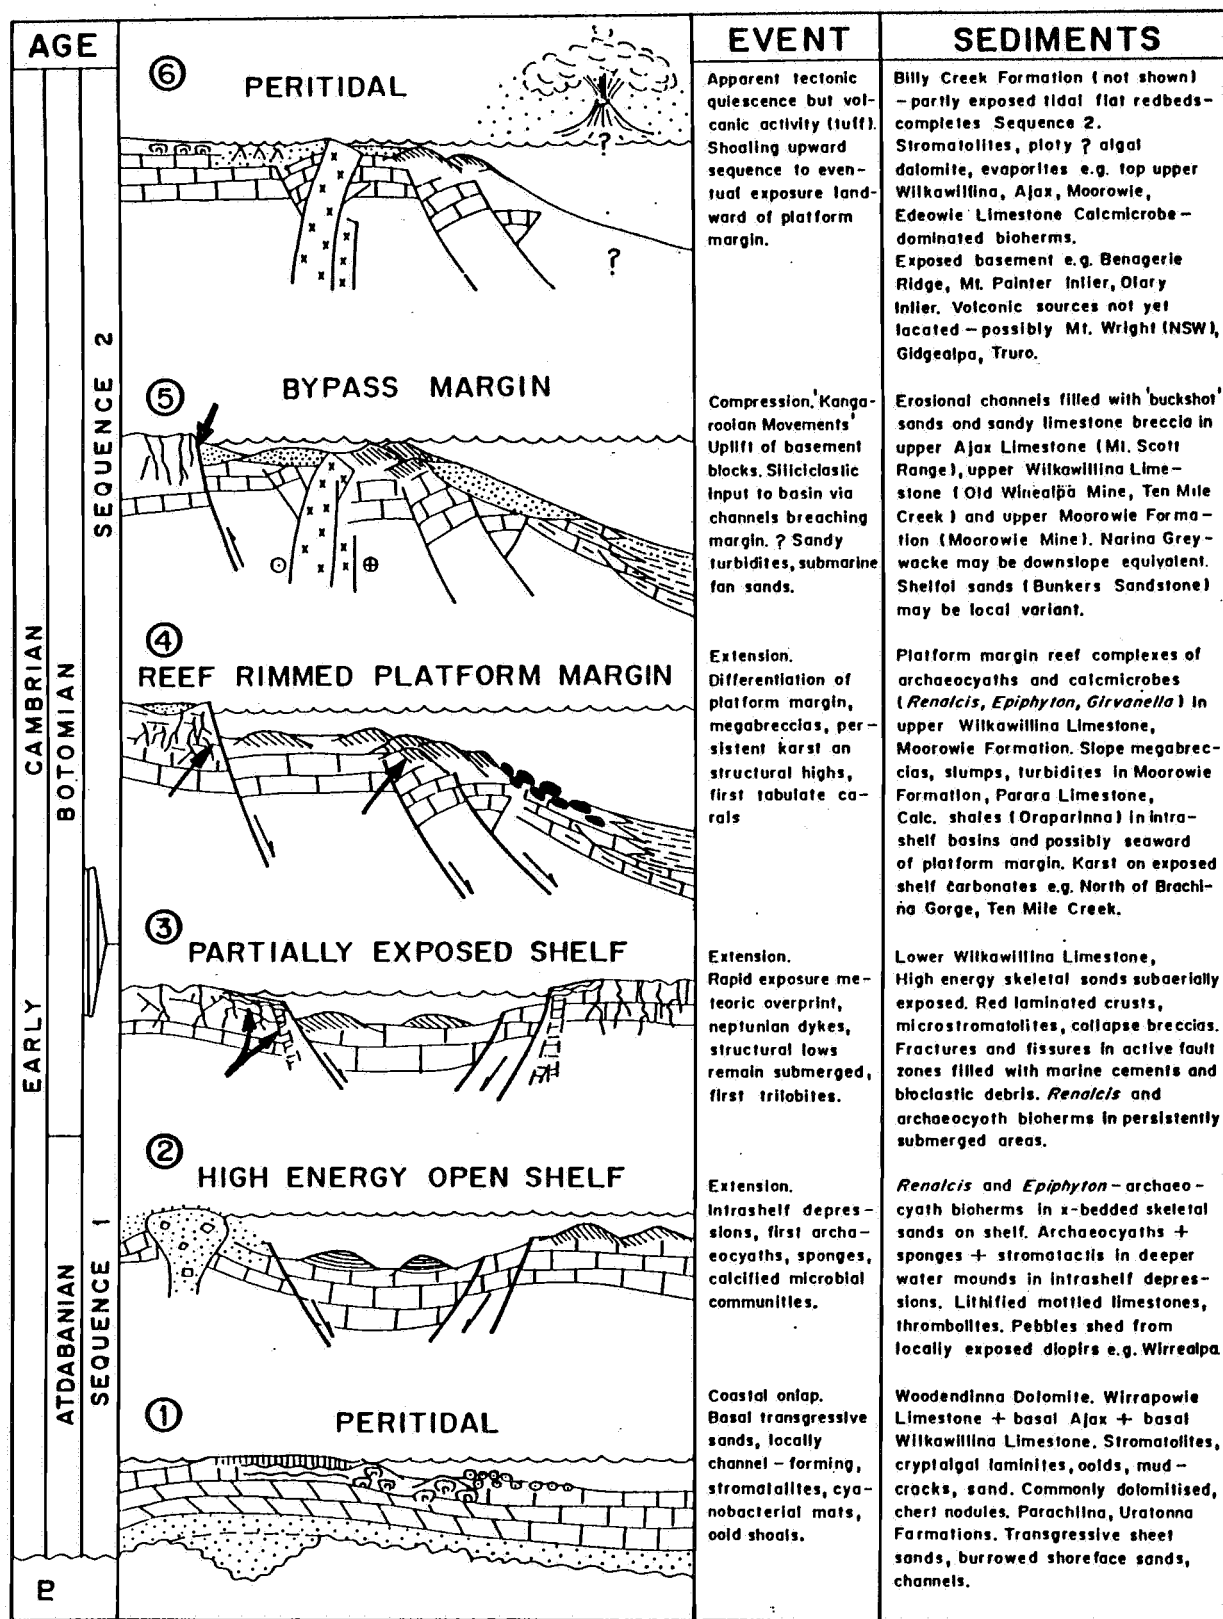 AGE
EVENT
SEDIMENTS
EARLY CAMBRIAN
ATDABANIAN
BOTOMIAN
SEQUENCE 1
SEQUENCE 2
6
PERITIDAL
?
?
Apparent tectonic
quiescence but vol-
canic activity (tuff).
Shoaling upward
sequence to even-
tual exposure land-
ward of platform
margin.
Billy Creek Formation (not shown)
-partly exposed tidal flat redbeds-
completes Sequence 2.
Stromatolites, platy ? algal
dolomite, evaporites e.g. top upper
Wilkawillina, Ajax, Moorowie,
Edeowie Limestone Calcmicrobe-
dominated bioherms.
Exposed basement e.g. Benagerie
Ridge, Mt. Painter Inlier, Olary
Inlier. Volcanic sources not yet
located - possibly Mt. Wright (NSW),
Gidgealpa, Truro.
5
BYPASS MARGIN
Compression. 'Kanga-
rooian Movements'
Uplift of basement
blocks. Siliciclastic
input to basin via
channels breaching
margin. ? Sandy
turbidites, submarine
fan sands.
Erosional channels filled with 'buckshot'
sands and sandy limestone breccia in
upper Ajax Limestone (Mt. Scott
Range), upper Wilkawillina Lime-
stone (Old Wirrealpa Mine, Ten Mile
Creek) and upper Moorowie Forma-
tion (Moorowie Mine). Narina Grey-
wacke may be downslope equivalent.
Shelfal sands (Bunkers Sandstone)
may be local variant.
4
REEF RIMMED PLATFORM MARGIN
Extension.
Differentiation of
platform margin,
megabreccias, per-
sistent karst on
structural highs,
first tabulate co-
rals
Platform margin reef complexes of
archaeocyaths and calcmicrobes
(Renalcis, Epiphyton, Girvanella) in
upper Wilkawillina Limestone,
Moorowie Formation. Slope megabrec-
cias, slumps, turbidites in Moorowie
Formation, Parara Limestone,
Calc. shales (Oraparinna) in intra-
shelf basins and possibly seaward
of platform margin. Karst on exposed
shelf carbonates e.g. North of Brachi-
na Gorge, Ten Mile Creek.
3
PARTIALLY EXPOSED SHELF
Extension.
Rapid exposure me-
teoric overprint,
neptunian dykes,
structural lows
remain submerged,
first trilobites.
Lower Wilkawillina Limestone,
High energy skeletal sands subaerially
exposed. Red laminated crusts,
microstromatolites, collapse breccias.
Fractures and fissures in active fault
zones filled with marine cements and
bioclastic debris. Renalcis and
archaeocyath bioherms in persistently
submerged areas.
2
HIGH ENERGY OPEN SHELF
Extension.
Intrashelf depres-
sions, first archa-
eocyaths, sponges,
calcified microbial
communities.
Renalcis and Epiphyton-archaeo-
cyath bioherms in x-bedded skeletal
sands on shelf. Archaeocyaths +
sponges + stromatactis in deeper
water mounds in intrashelf depres-
sions. Lithified mottled limestones,
thrombolites. Pebbles shed from
locally exposed diapirs e.g. Wirrealpa
1
PERITIDAL
Coastal onlap.
Basal transgressive
sands, locally
channel-forming,
stromatolites, cya-
nobacterial mats,
ooid shoals.
Woodendinna Dolomite. Wirrapowie
Limestone + basal Ajax + basal
Wilkawillina Limestone. Stromatolites,
cryptalgal laminites, ooids, mud-
cracks, sand. Commonly dolomitised,
chert nodules. Parachilna, Uratanna
Formations. Transgressive sheet
sands, burrowed shoreface sands,
channels.